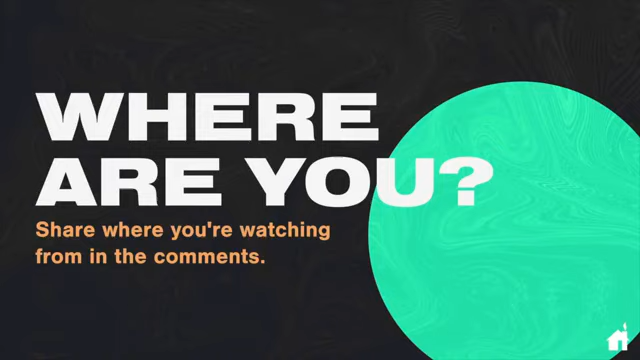 WHERE
ARE YOU?
Share where you're watching
from in the comments.